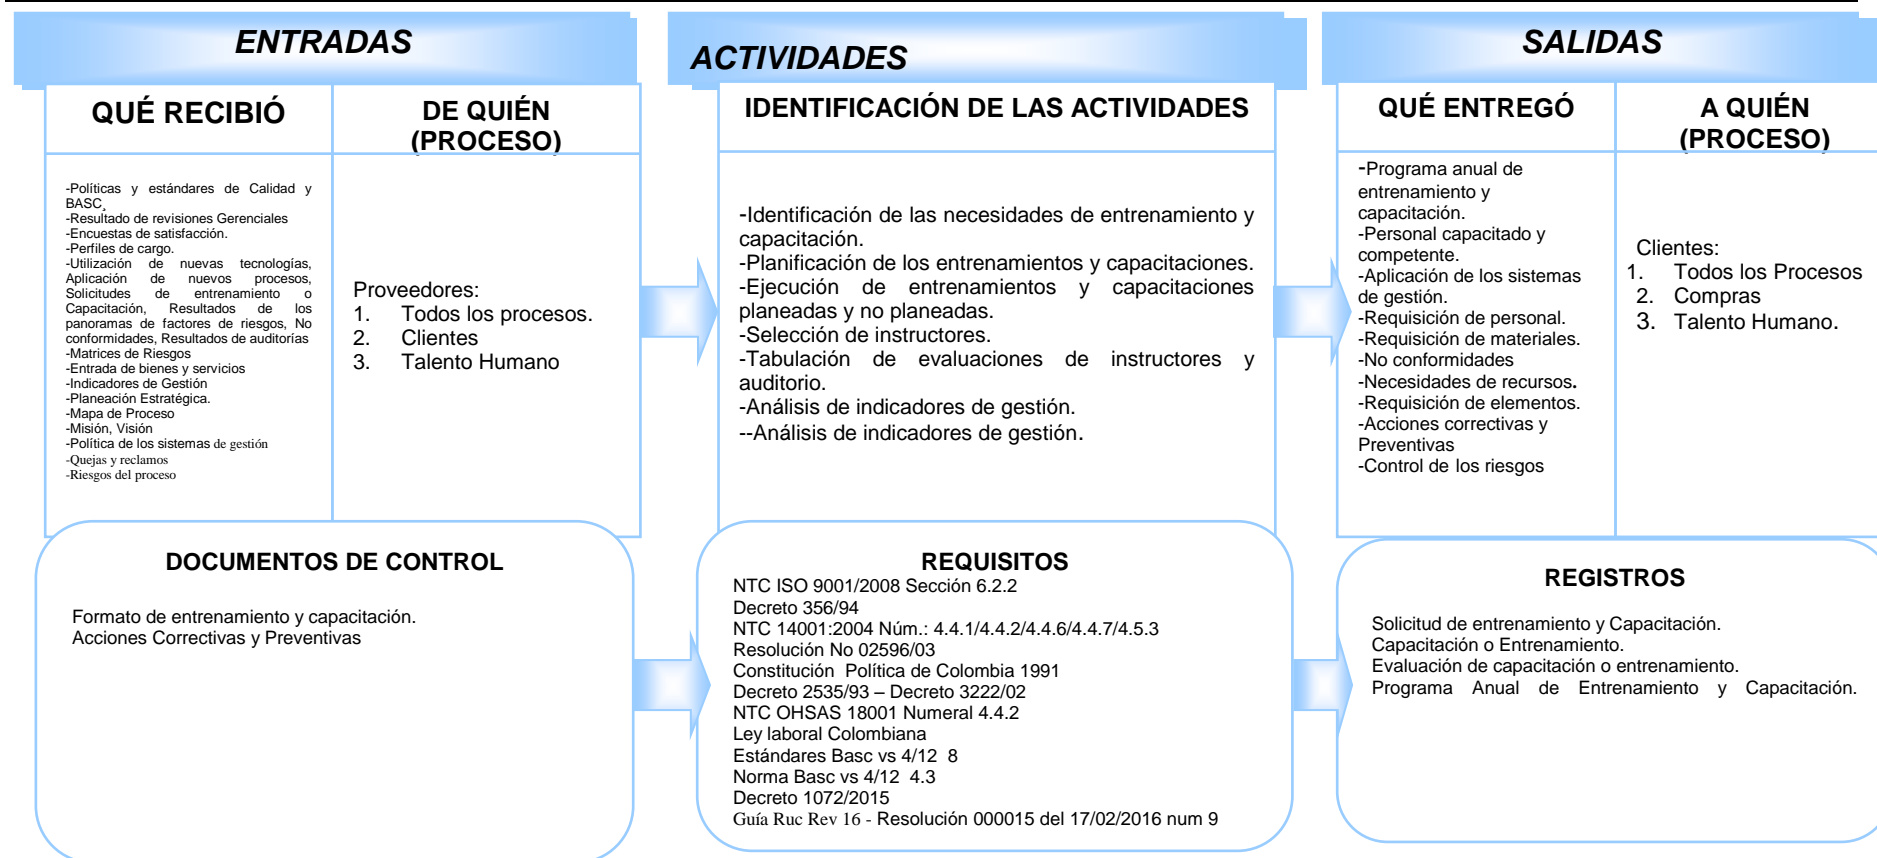 ENTRADAS
QUÉ RECIBIÓ
DE QUIÉN
(PROCESO)
-Políticas y estándares de Calidad y
BASC¸
-Resultado de revisiones Gerenciales
-Encuestas de satisfacción.
-Perfiles de cargo.
-Utilización de nuevas tecnologías,
Aplicación de nuevos procesos,
Solicitudes de entrenamiento o
Capacitación, Resultados de los
panoramas de factores de riesgos, No
conformidades, Resultados de auditorías
-Matrices de Riesgos
-Entrada de bienes y servicios
-Indicadores de Gestión
-Planeación Estratégica.
-Mapa de Proceso
-Misión, Visión
-Política de los sistemas de gestión
-Quejas y reclamos
-Riesgos del proceso
Proveedores:
1. Todos los procesos.
2. Clientes
3. Talento Humano
ACTIVIDADES
IDENTIFICACIÓN DE LAS ACTIVIDADES
-Identificación de las necesidades de entrenamiento y
capacitación.
-Planificación de los entrenamientos y capacitaciones.
-Ejecución de entrenamientos y capacitaciones
planeadas y no planeadas.
-Selección de instructores.
-Tabulación de evaluaciones de instructores y
auditorio.
-Análisis de indicadores de gestión.
--Análisis de indicadores de gestión.
SALIDAS
QUÉ ENTREGÓ
A QUIÉN
(PROCESO)
-Programa anual de
entrenamiento y
capacitación.
-Personal capacitado y
competente.
-Aplicación de los sistemas
de gestión.
-Requisición de personal.
-Requisición de materiales.
-No conformidades
-Necesidades de recursos.
-Requisición de elementos.
-Acciones correctivas y
Preventivas
-Control de los riesgos
Clientes:
1. Todos los Procesos
2. Compras
3. Talento Humano.
DOCUMENTOS DE CONTROL
Formato de entrenamiento y capacitación.
Acciones Correctivas y Preventivas
REQUISITOS
NTC ISO 9001/2008 Sección 6.2.2
Decreto 356/94
NTC 14001:2004 Núm.: 4.4.1/4.4.2/4.4.6/4.4.7/4.5.3
Resolución No 02596/03
Constitución Política de Colombia 1991
Decreto 2535/93 – Decreto 3222/02
NTC OHSAS 18001 Numeral 4.4.2
Ley laboral Colombiana
Estándares Basc vs 4/12 8
Norma Basc vs 4/12 4.3
Decreto 1072/2015
Guía Ruc Rev 16 - Resolución 000015 del 17/02/2016 num 9
REGISTROS
Solicitud de entrenamiento y Capacitación.
Capacitación o Entrenamiento.
Evaluación de capacitación o entrenamiento.
Programa Anual de Entrenamiento y Capacitación.